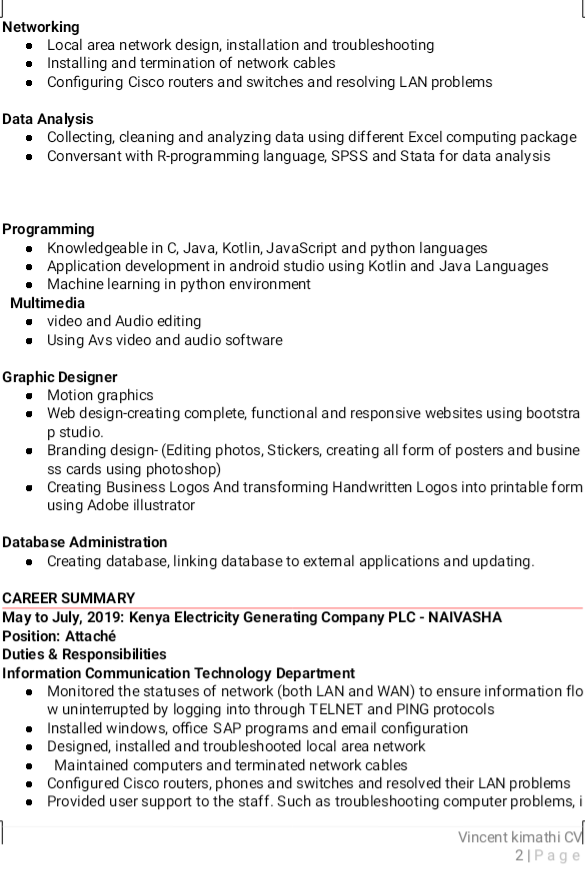 Networking
● Local area network design, installation and troubleshooting
● Installing and termination of network cables
● Configuring Cisco routers and switches and resolving LAN problems
Data Analysis
● Collecting, cleaning and analyzing data using different Excel computing package
● Conversant with R-programming language, SPSS and Stata for data analysis
Programming
● Knowledgeable in C, Java, Kotlin, JavaScript and python languages
● Application development in android studio using Kotlin and Java Languages
● Machine learning in python environment
Multimedia
● video and Audio editing
● Using Avs video and audio software
Graphic Designer
● Motion graphics
● Web design-creating complete, functional and responsive websites using bootstra
p studio.
● Branding design- (Editing photos, Stickers, creating all form of posters and busine
ss cards using photoshop)
● Creating Business Logos And transforming Handwritten Logos into printable form
using Adobe illustrator
Database Administration
● Creating database, linking database to external applications and updating.
CAREER SUMMARY
May to July, 2019: Kenya Electricity Generating Company PLC - NAIVASHA
Position: Attaché
Duties & Responsibilities
Information Communication Technology Department
● Monitored the statuses of network (both LAN and WAN) to ensure information flo
w uninterrupted by logging into through TELNET and PING protocols
● Installed windows, office SAP programs and email configuration
● Designed, installed and troubleshooted local area network
● Maintained computers and terminated network cables
● Configured Cisco routers, phones and switches and resolved their LAN problems
● Provided user support to the staff. Such as troubleshooting computer problems, i
Vincent kimathi CV
2 | Page